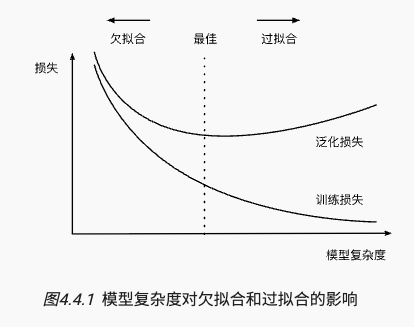 欠拟合 最佳 过拟合
损失
泛化损失
训练损失
模型复杂度
图4.4.1 模型复杂度对欠拟合和过拟合的影响